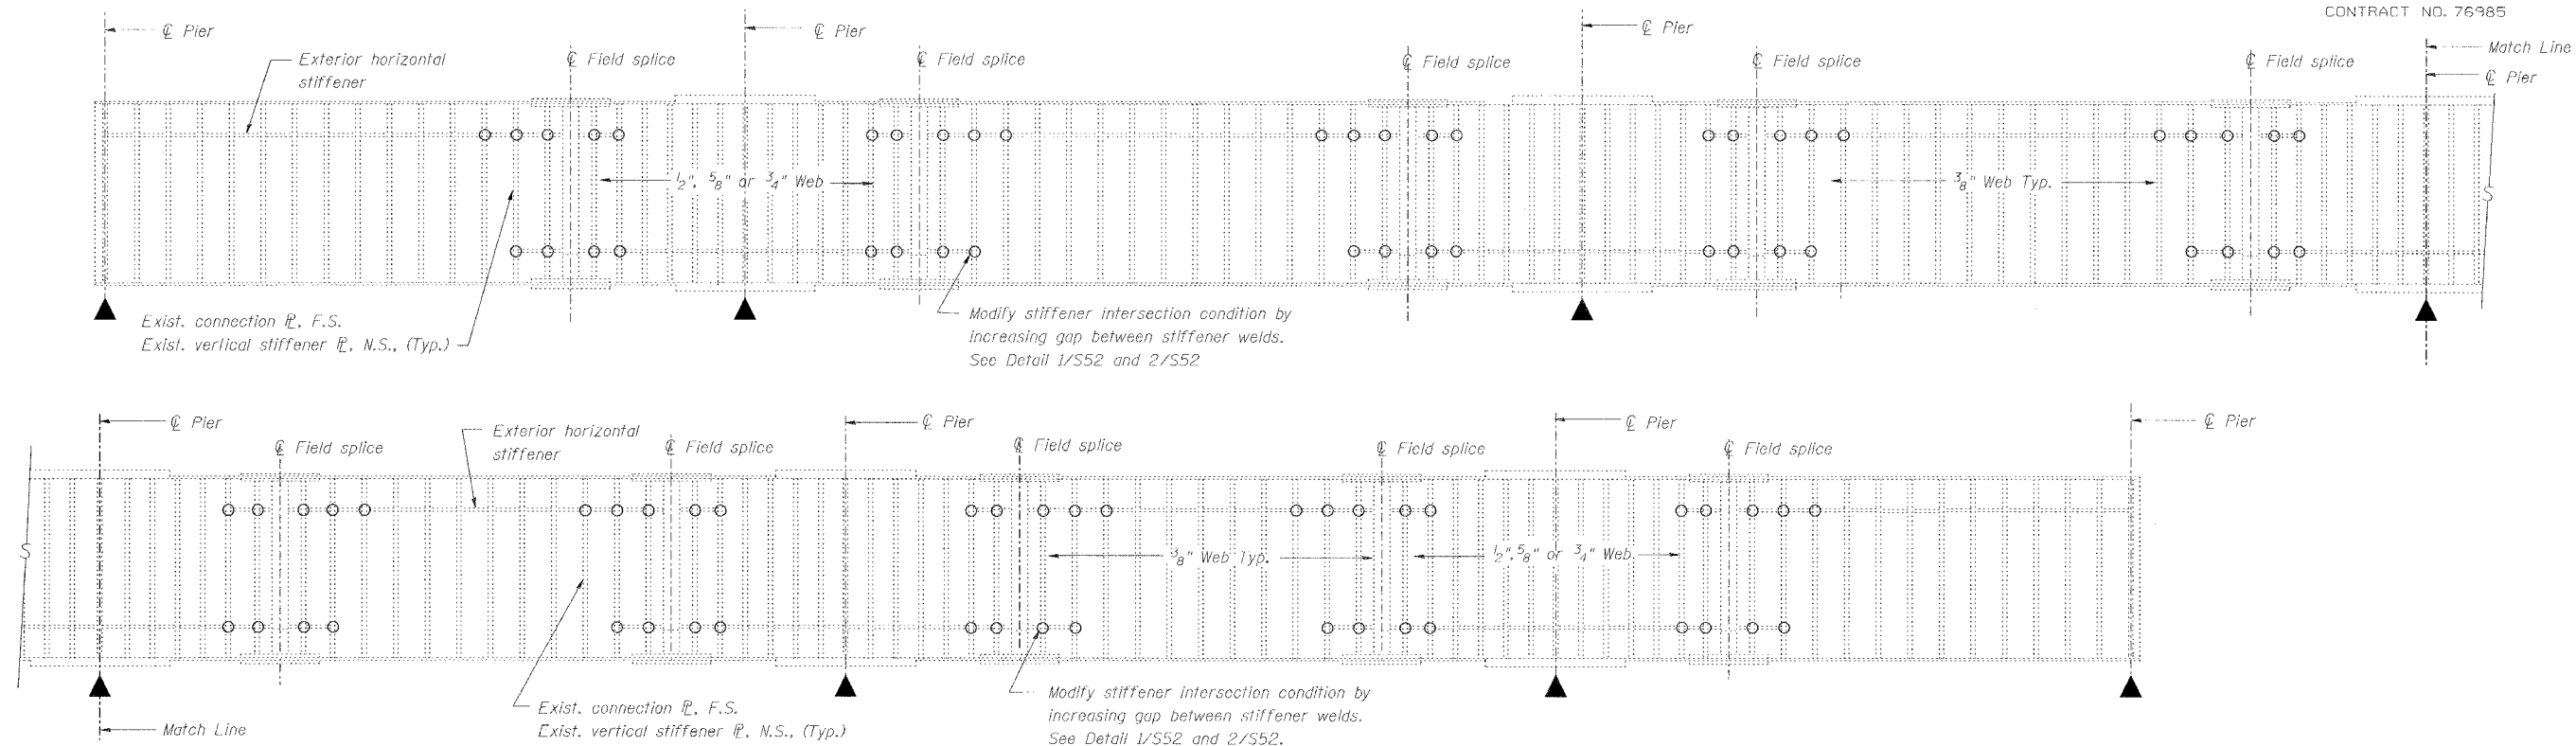 CONTRACT NO. 76985
℄ Pier
℄ Pier
℄ Pier
Match Line
℄ Pier
Exterior horizontal
stiffener
℄ Field splice
℄ Field splice
℄ Field splice
℄ Field splice
℄ Field splice
1/2", 5/8" or 3/4" Web
3/8" Web Typ.
S
Exist. connection ⅊, F.S.
Exist. vertical stiffener ⅊, N.S., (Typ.)
Modify stiffener intersection condition by
increasing gap between stiffener welds.
See Detail 1/S52 and 2/S52
℄ Pier
℄ Pier
℄ Pier
℄ Pier
℄ Field splice
Exterior horizontal
stiffener
℄ Field splice
℄ Field splice
℄ Field splice
℄ Field splice
S
3/8" Web Typ.
1/2", 5/8" or 3/4" Web.
Exist. connection ⅊, F.S.
Exist. vertical stiffener ⅊, N.S., (Typ.)
Modify stiffener intersection condition by
increasing gap between stiffener welds.
See Detail 1/S52 and 2/S52.
Match Line